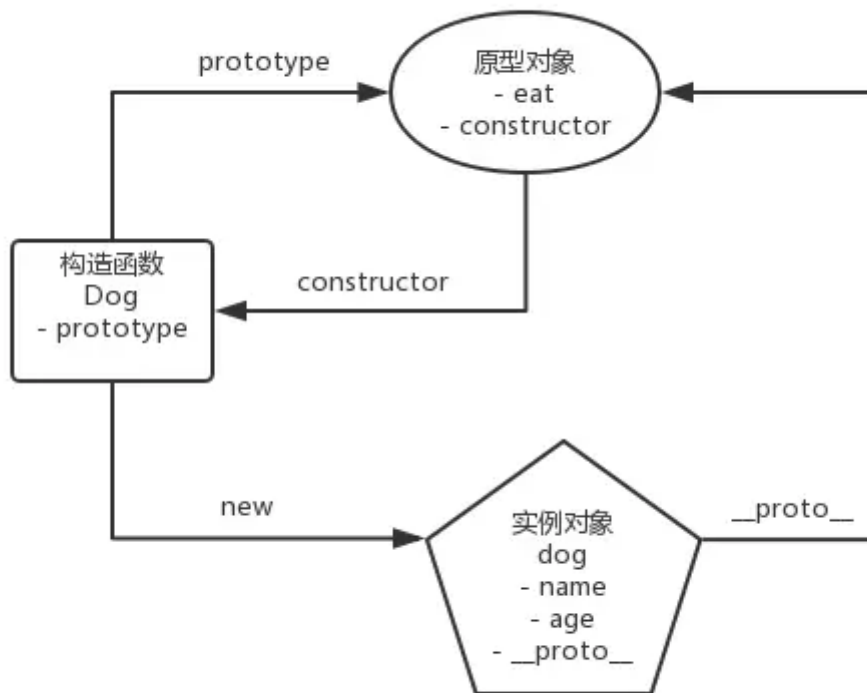 prototype
原型对象
- eat
- constructor
构造函数
Dog
- prototype
constructor
new
实例对象
dog
- name
- age
- __proto__
__proto__